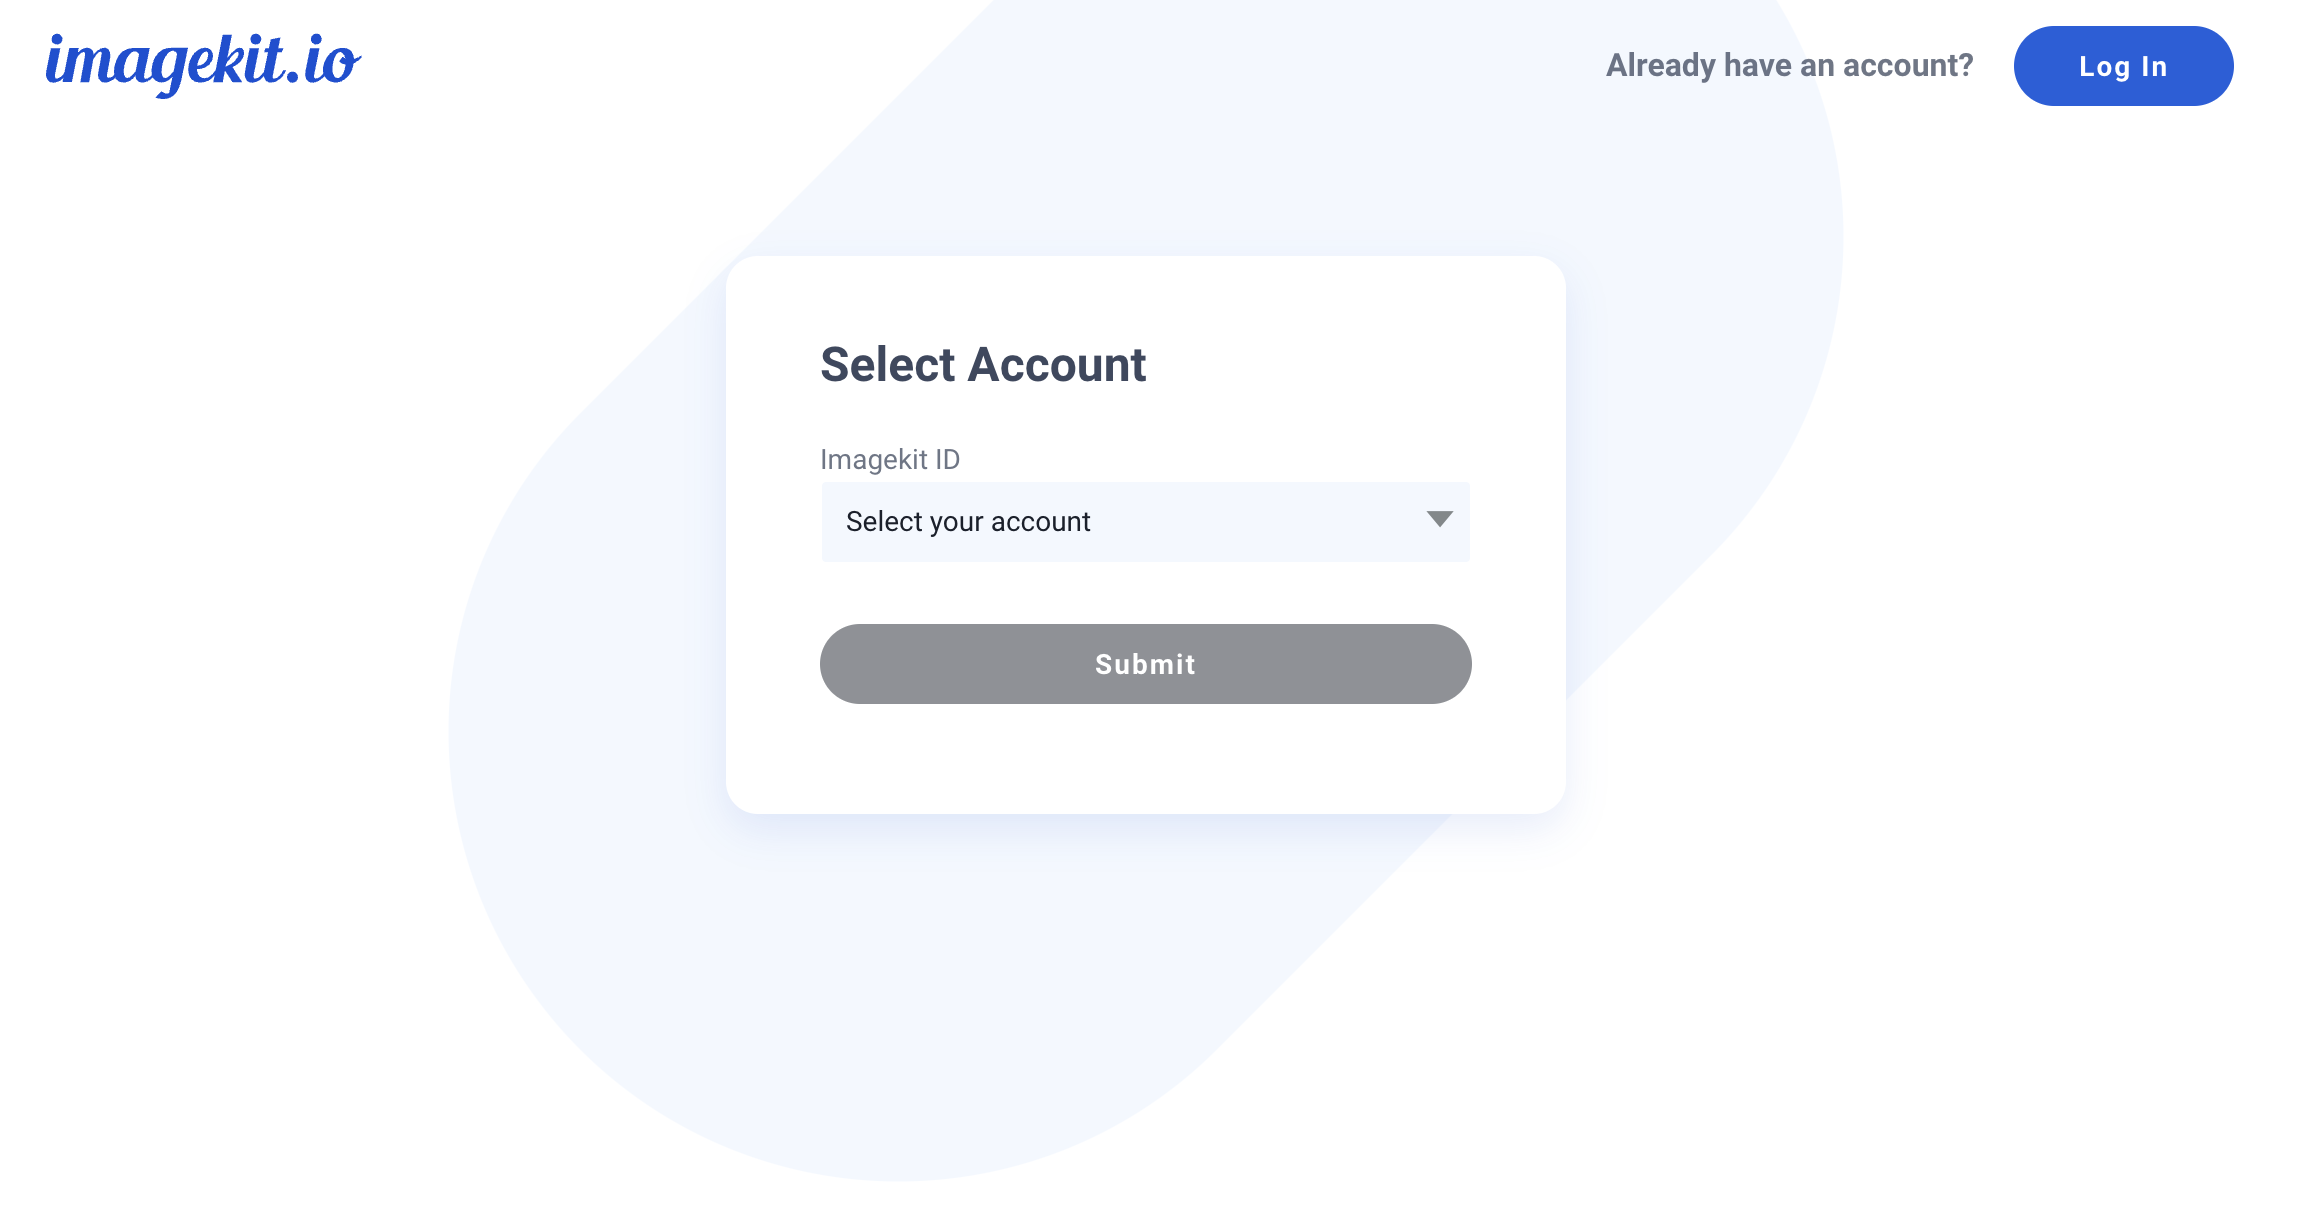 imagekit.io
Already have an account?
Log In
Select Account
Imagekit ID
Select your account
Submit